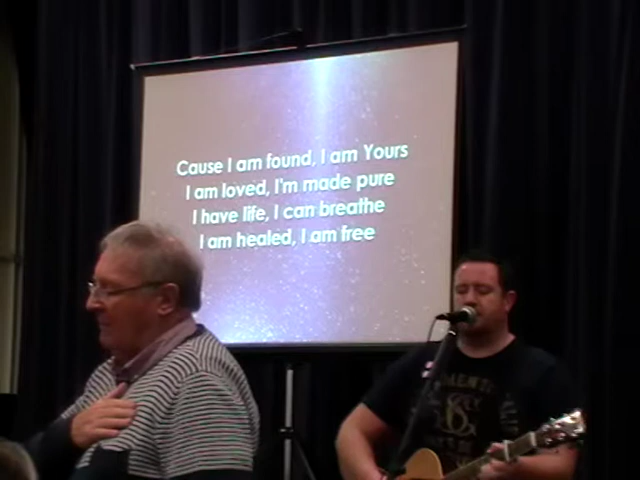 Cause I am found, I am Yours
I am loved, I'm made pure
I have life, I can breathe
I am healed, I am free